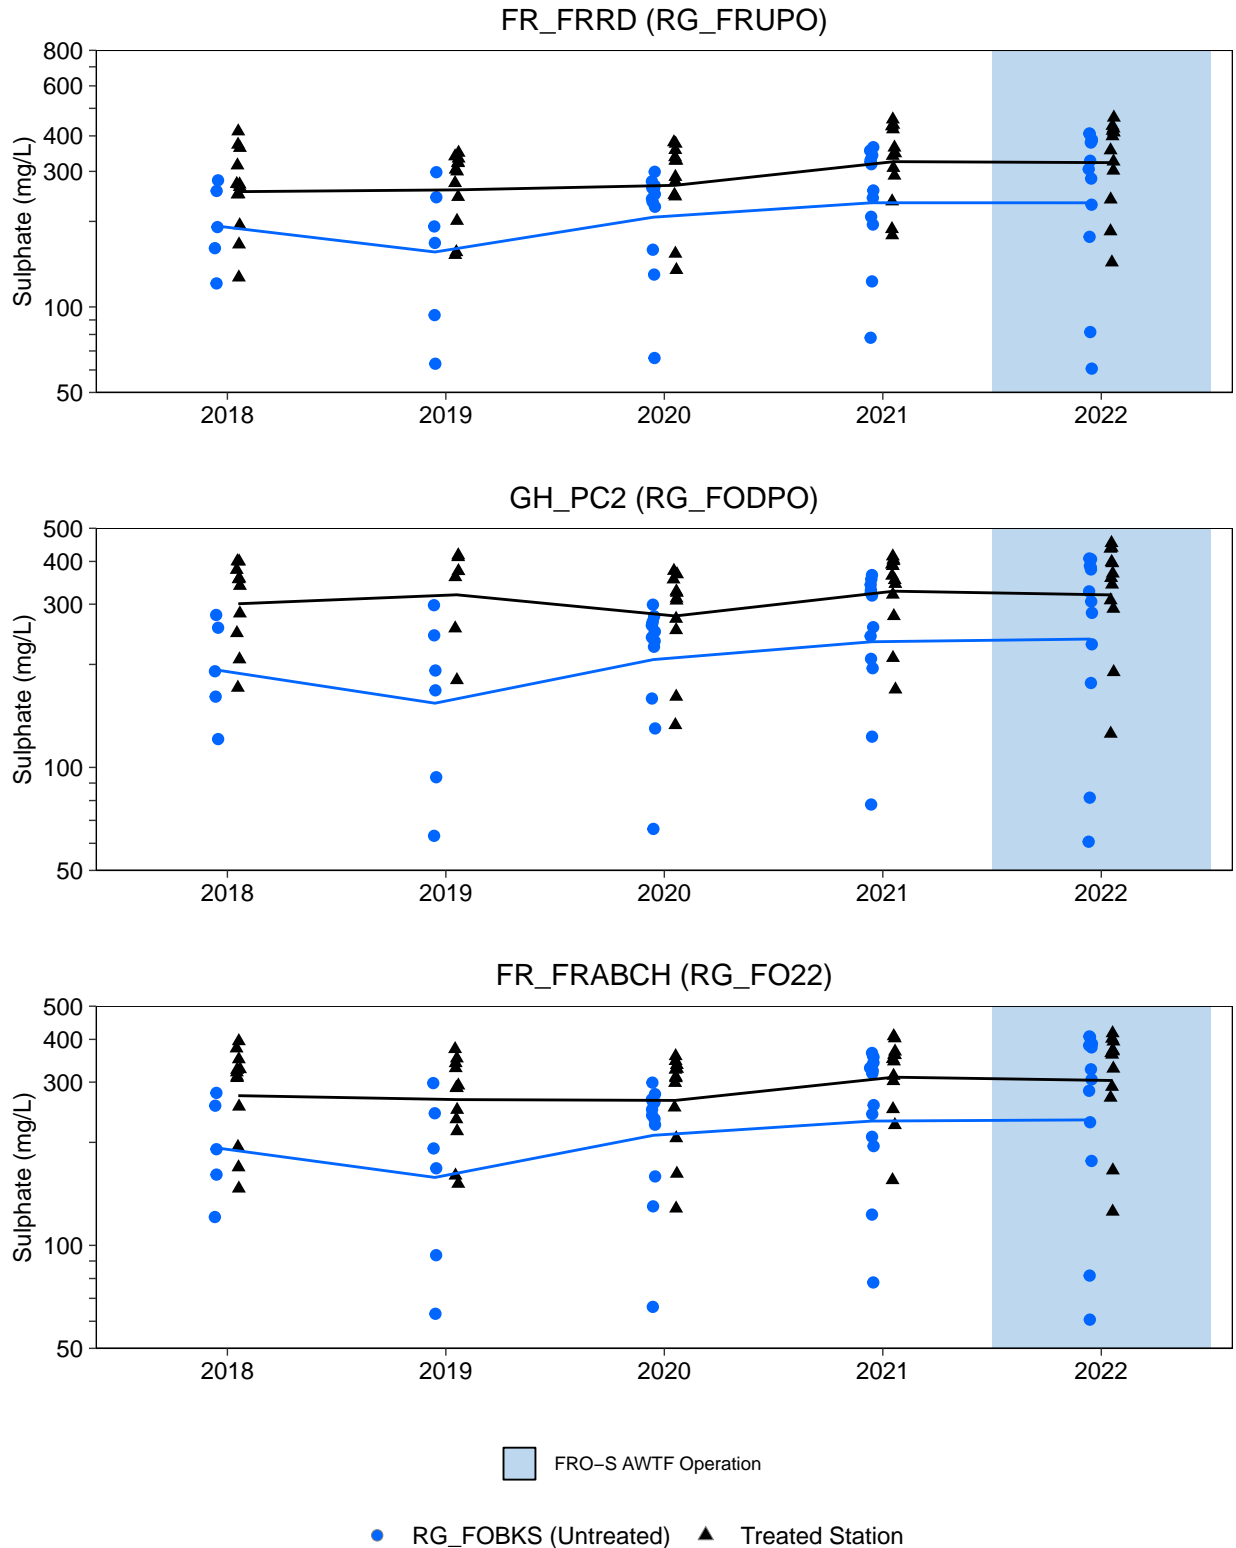 FR_FRRD (RG_FRUPO)
Sulphate (mg/L)
800
600
400
300
100
50
2018 2019 2020 2021 2022
GH_PC2 (RG_FODPO)
Sulphate (mg/L)
500
400
300
100
50
2018 2019 2020 2021 2022
FR_FRABCH (RG_FO22)
Sulphate (mg/L)
500
400
300
100
50
2018 2019 2020 2021 2022
FRO−S AWTF Operation
RG_FOBKS (Untreated) Treated Station